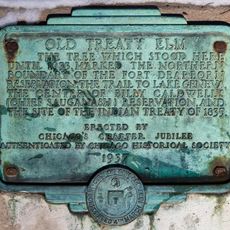 OLD TREATY ELM
THE TREE WHICH STOOD HERE
UNTIL 1933 MARKED THE NORTHERN
BOUNDARY OF THE FORT DEARBORN
RESERVATION, THE TRAIL TO LAKE GENEVA,
THE CENTER OF BILLY CALDWELL'S
(CHIEF SAUGANASH) RESERVATION, AND
THE SITE OF THE INDIAN TREATY OF 1835.
ERECTED BY
CHICAGO'S CHARTER JUBILEE
AUTHENTICATED BY CHICAGO HISTORICAL SOCIETY
1937